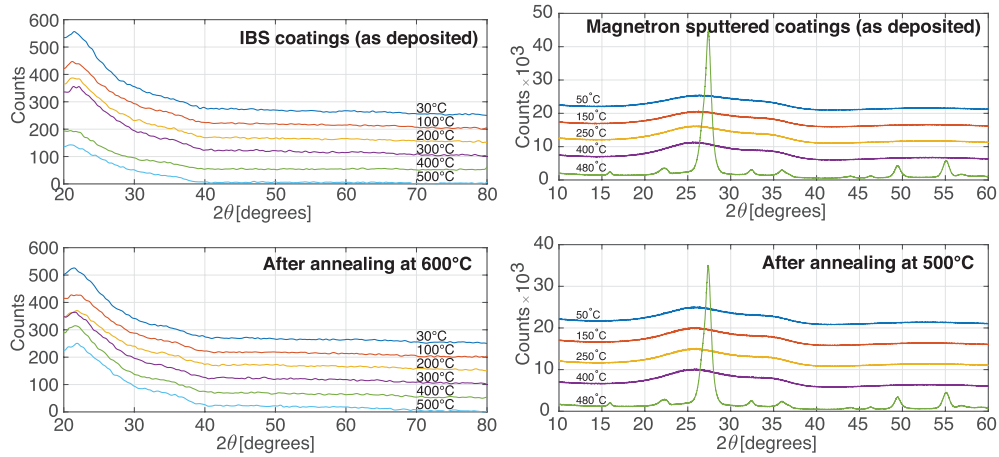 IBS coatings (as deposited)
600
500
400
300
200
100
0
Counts
30°C
100°C
200°C
300°C
400°C
500°C
20 30 40 50 60 70 80
2θ[degrees]
Magnetron sputtered coatings (as deposited)
50
40
30
20
10
0
Counts × 10³
50°C
150°C
250°C
400°C
480°C
10 15 20 25 30 35 40 45 50 55 60
2θ[degrees]
After annealing at 600°C
600
500
400
300
200
100
0
Counts
30°C
100°C
200°C
300°C
400°C
500°C
20 30 40 50 60 70 80
2θ[degrees]
After annealing at 500°C
40
30
20
10
0
Counts × 10³
50°C
150°C
250°C
400°C
480°C
10 15 20 25 30 35 40 45 50 55 60
2θ[degrees]